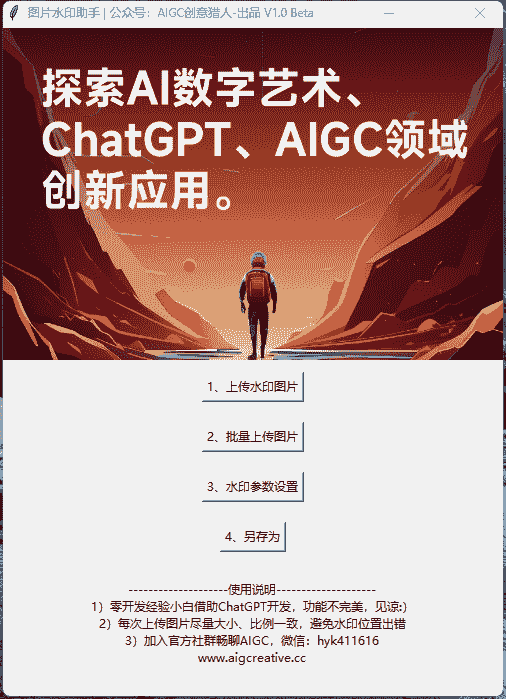 图片水印助手 | 公众号：AIGC创意猎人-出品 V1.0 Beta
探索AI数字艺术、
ChatGPT、AIGC领域
创新应用。
1、上传水印图片
2、批量上传图片
3、水印参数设置
4、另存为
--------------------使用说明--------------------
1）零开发经验小白借助ChatGPT开发，功能不完美，见谅:）
2）每次上传图片尽量大小、比例一致，避免水印位置出错
3）加入官方社群畅聊AIGC，微信：hyk411616
www.aigcreative.cc